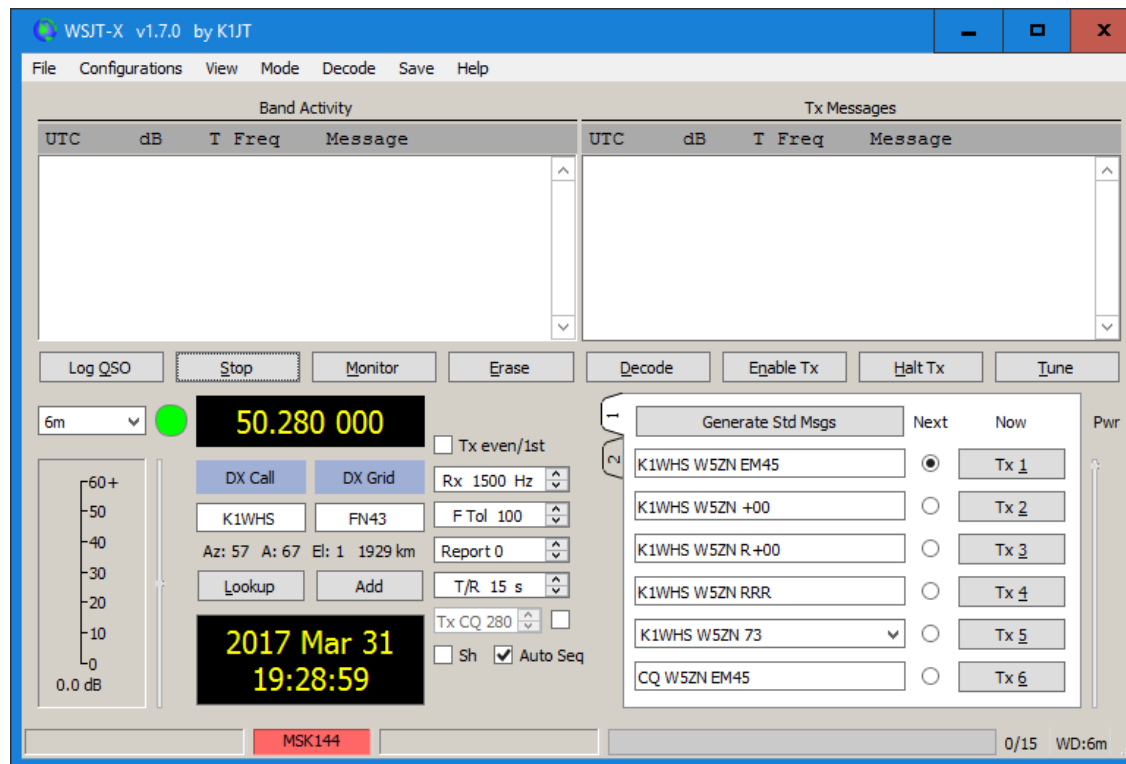 WSJT-X v1.7.0 by K1JT
File Configurations View Mode Decode Save Help
Band Activity
Tx Messages
UTC dB T Freq Message
UTC dB T Freq Message
Log QSO Stop Monitor Erase Decode Enable Tx Halt Tx Tune
6m
50.280 000
DX Call DX Grid
K1WHS FN43
Az: 57 A: 67 El: 1 1929 km
Lookup Add
2017 Mar 31
19:28:59
60+
50
40
30
20
10
0
0.0 dB
Tx even/1st
Rx 1500 Hz
F Tol 100
Report 0
T/R 15 s
Tx CQ 280
Sh Auto Seq
1
2
Generate Std Msgs Next Now Pwr
K1WHS W5ZN EM45 Tx 1
K1WHS W5ZN +00 Tx 2
K1WHS W5ZN R+00 Tx 3
K1WHS W5ZN RRR Tx 4
K1WHS W5ZN 73 Tx 5
CQ W5ZN EM45 Tx 6
MSK144
0/15 WD:6m